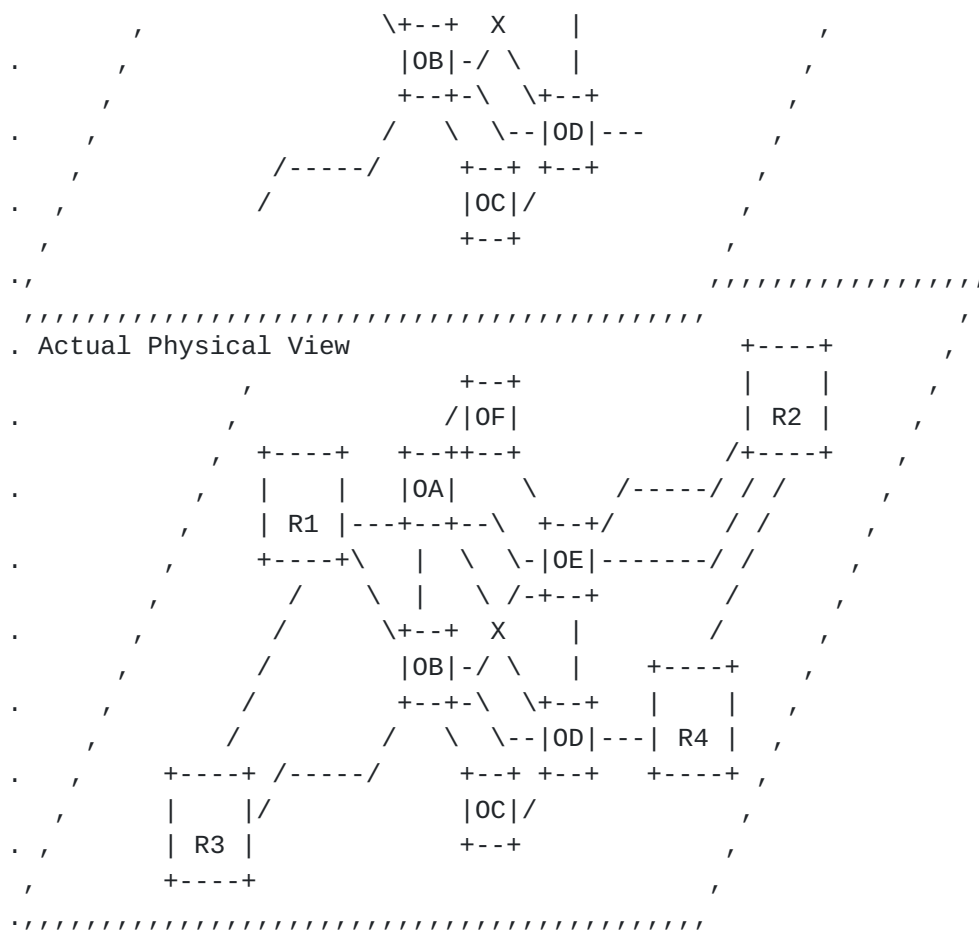 ,                \+--+  X    |               ,
.      ,                  |OB|-/ \   |              ,
      ,                   +--+-\  \+--+            ,
.    ,                  /   \  \--|OD|---        ,
    ,            /-----/     +--+ +--+          ,
.  ,            /            |OC|/             ,
  ,                          +--+             ,
.,                                            ,,,,,,,,,,,,,,,,,,
 ,,,,,,,,,,,,,,,,,,,,,,,,,,,,,,,,,,,,,,,,,,,,                ,
. Actual Physical View                         +----+       ,
               ,             +--+              |    |      ,
.             ,             /|OF|              | R2 |     ,
             ,  +----+   +--++--+             /+----+    ,
.           ,   |    |   |OA|    \     /-----/ / /      ,
           ,    | R1 |---+--+--\  +--+/       / /      ,
.         ,     +----+\   |  \  \-|OE|-------/ /      ,
         ,        /    \  |   \ /-+--+        /      ,
.       ,        /      \+--+  X    |        /      ,
       ,        /        |OB|-/ \   |    +----+    ,
.     ,        /         +--+-\  \+--+   |    |   ,
     ,        /         /   \  \--|OD|---| R4 |  ,
.   ,     +----+ /-----/     +--+ +--+   +----+ ,
   ,      |    |/            |OC|/             ,
. ,       | R3 |             +--+             ,
 ,        +----+                             ,
.,,,,,,,,,,,,,,,,,,,,,,,,,,,,,,,,,,,,,,,,,,,,